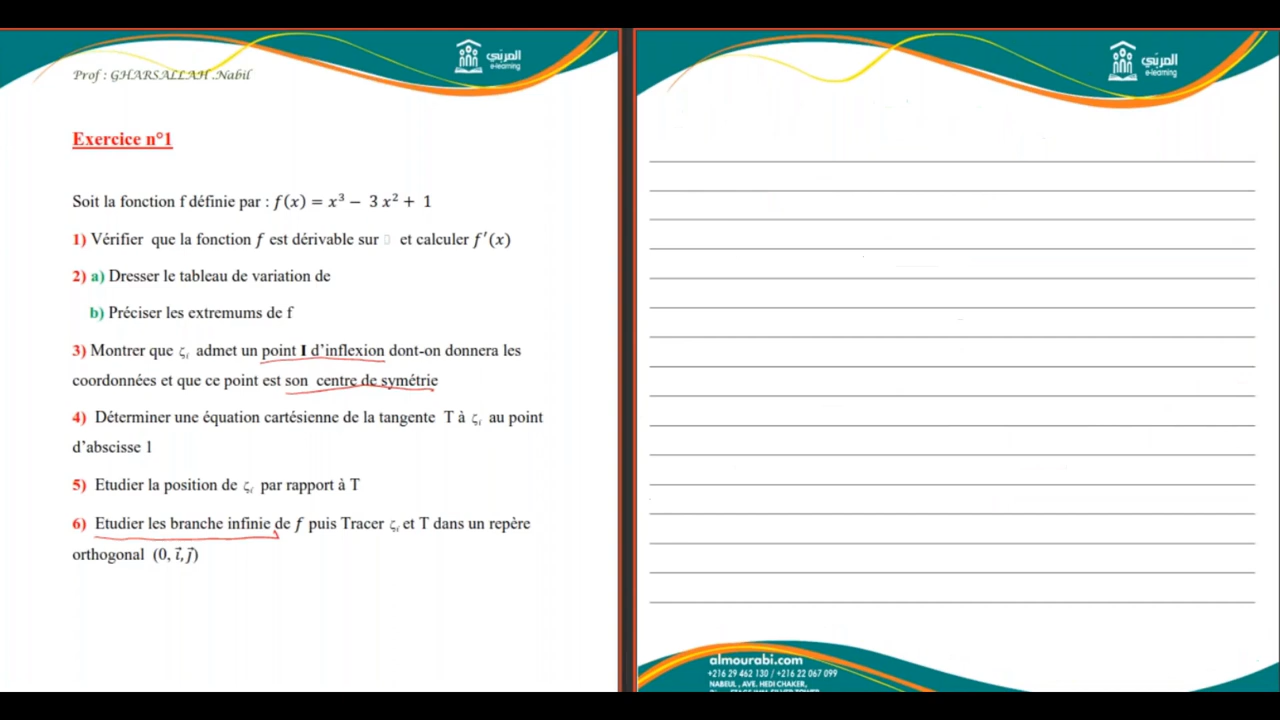 Prof : GHARSALLAH .Nabil
المربي
e-learning
Exercice n°1
Soit la fonction f définie par : f(x) = x³ − 3 x² + 1
1) Vérifier que la fonction f est dérivable sur et calculer f′(x)
2) a) Dresser le tableau de variation de
b) Préciser les extremums de f
3) Montrer que ζf admet un point I d’inflexion dont-on donnera les
coordonnées et que ce point est son centre de symétrie
4) Déterminer une équation cartésienne de la tangente T à ζf au point
d’abscisse 1
5) Etudier la position de ζf par rapport à T
6) Etudier les branche infinie de f puis Tracer ζf et T dans un repère
orthogonal (0, i⃗, j⃗)
المربي
e-learning
almourabi.com
+216 29 462 130 / +216 22 067 099
NABEUL , AVE. HEDI CHAKER,